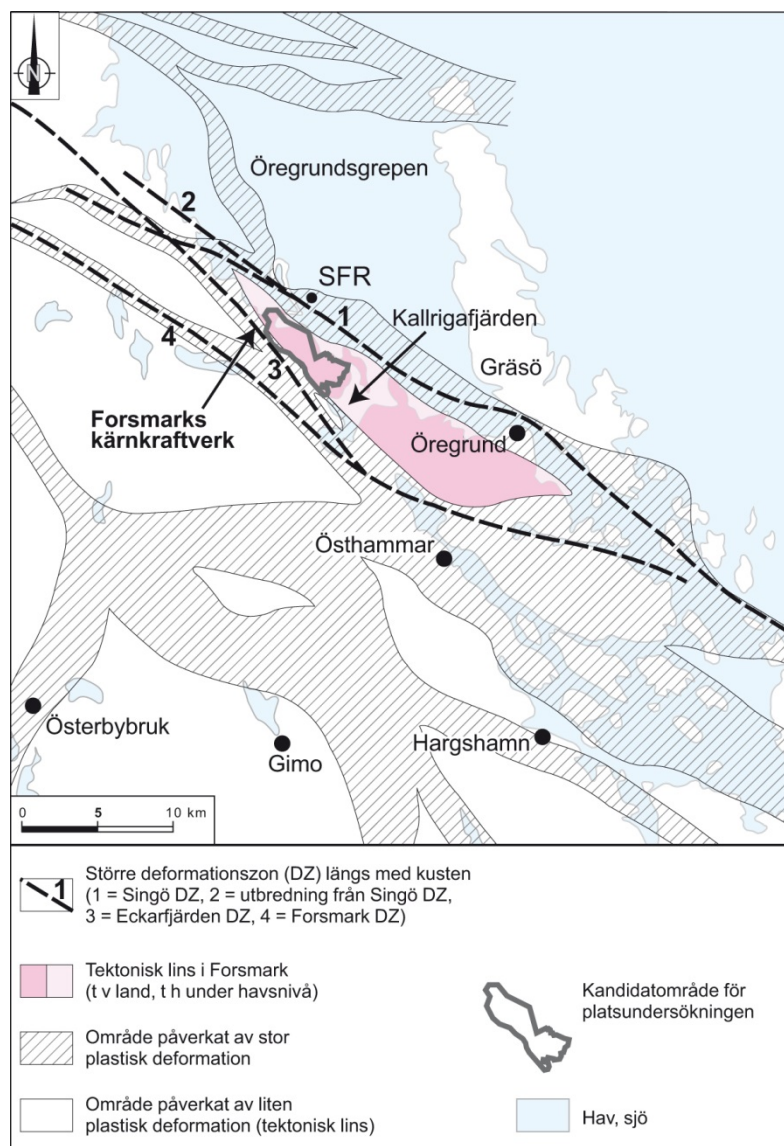 N
Öregrundsgrepen
2
SFR
1
Kallrigafjärden
4
3
Gräsö
Forsmarks
kärnkraftverk
Öregrund
Östhammar
Österbybruk
Gimo
Hargshamn
0 5 10 km
1
Större deformationszon (DZ) längs med kusten
(1 = Singö DZ, 2 = utbredning från Singö DZ,
3 = Eckarfjärden DZ, 4 = Forsmark DZ)
Tektonisk lins i Forsmark
(t v land, t h under havsnivå)
Område påverkat av stor
plastisk deformation
Område påverkat av liten
plastisk deformation (tektonisk lins)
Kandidatområde för
platsundersökningen
Hav, sjö